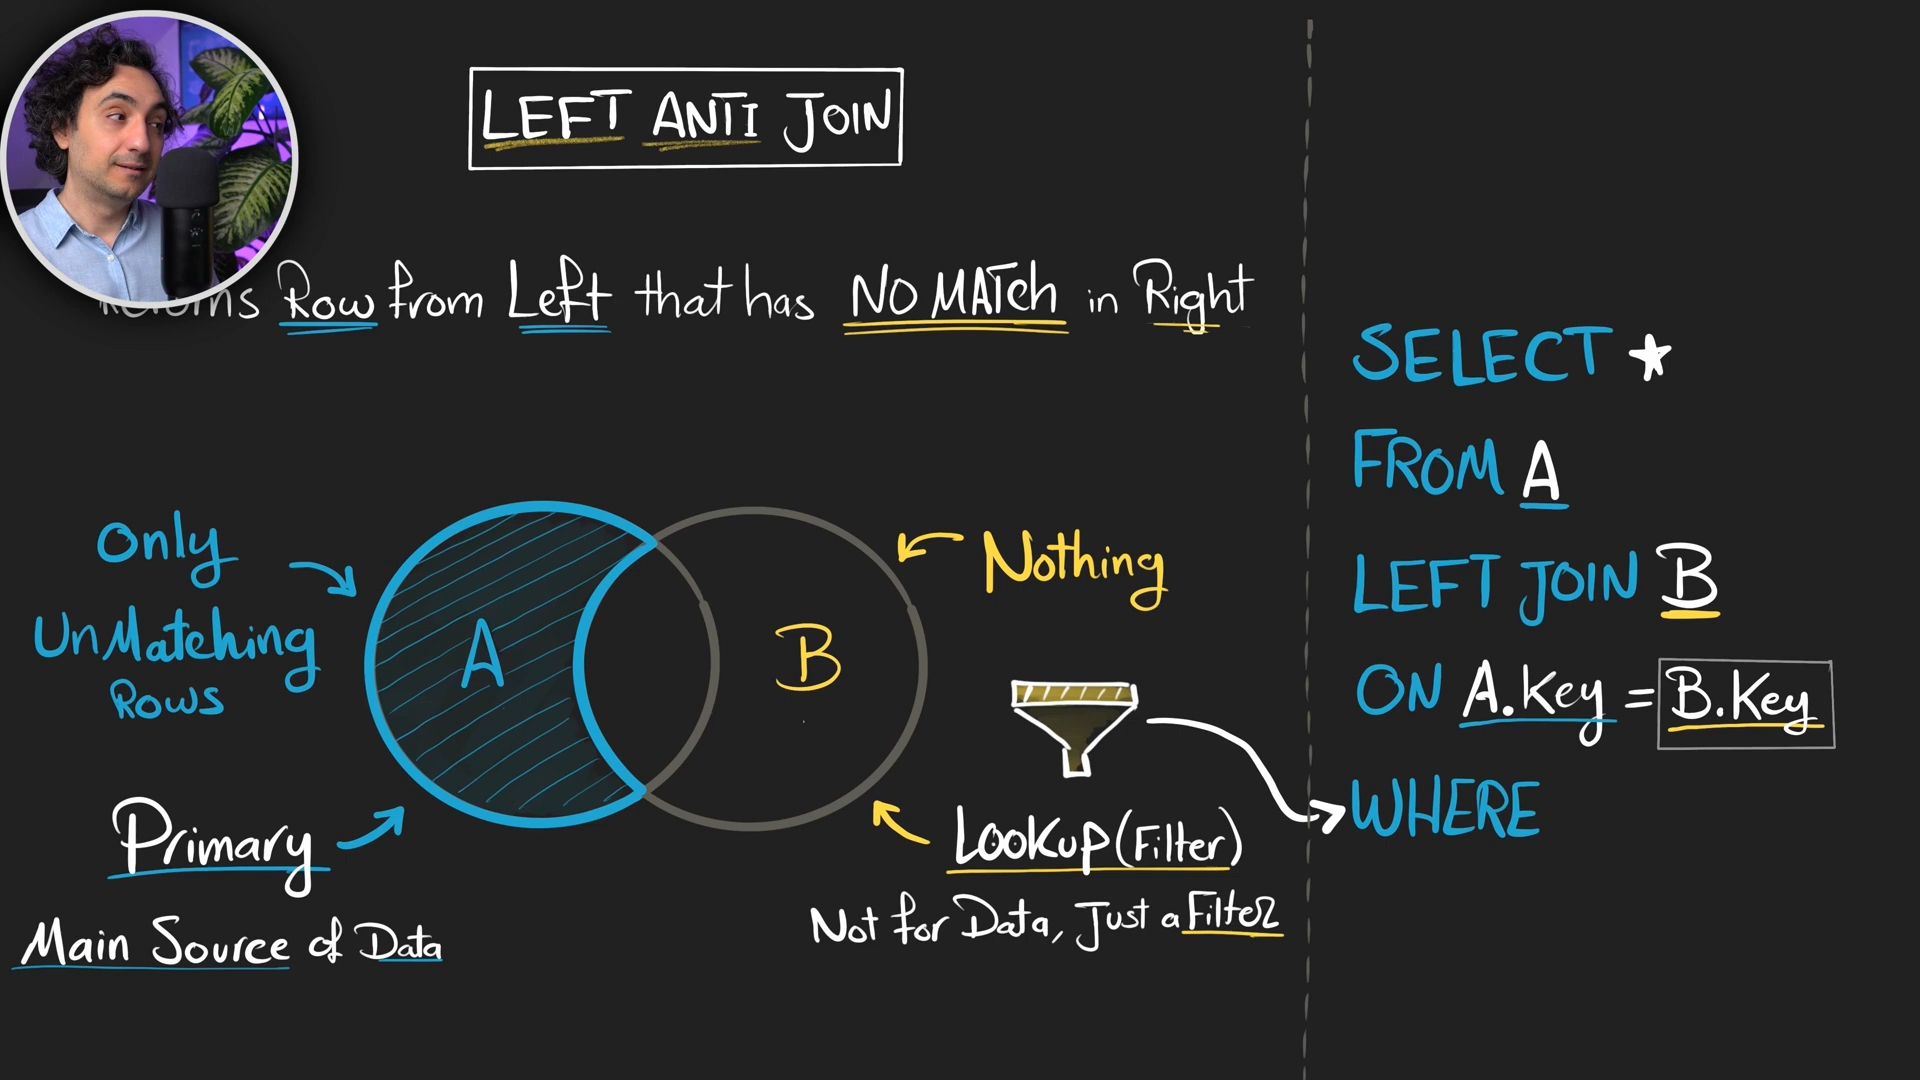 LEFT ANTI JOIN
Row from Left that has NO MATCH in Right
Only
UnMatching
Rows
A
B
Nothing
Primary
Main Source of Data
Lookup (Filter)
Not for Data, Just a Filter
SELECT *
FROM A
LEFT JOIN B
ON A.Key = B.Key
WHERE